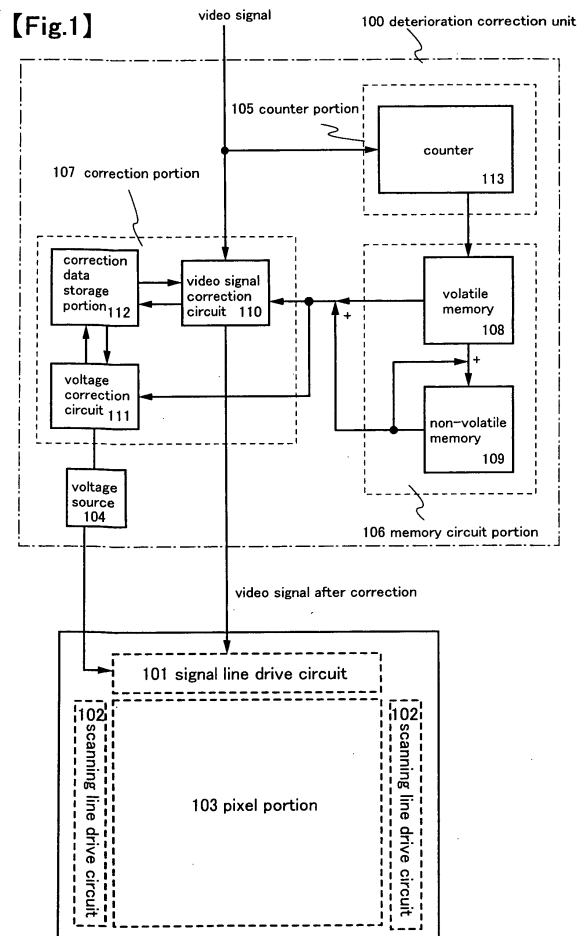 【Fig.1】
video signal
100 deterioration correction unit
105 counter portion
counter
113
107 correction portion
correction
data
storage
portion
112
video signal
correction
circuit
110
volatile
memory
108
+
+
voltage
correction
circuit
111
non-volatile
memory
109
voltage
source
104
106 memory circuit portion
video signal after correction
101 signal line drive circuit
102
scanning line drive circuit
103 pixel portion
102
scanning line drive circuit